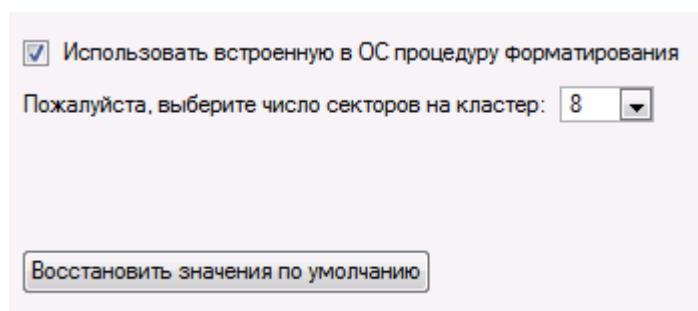 Использовать встроенную в ОС процедуру форматирования
Пожалуйста, выберите число секторов на кластер: 8
Восстановить значения по умолчанию